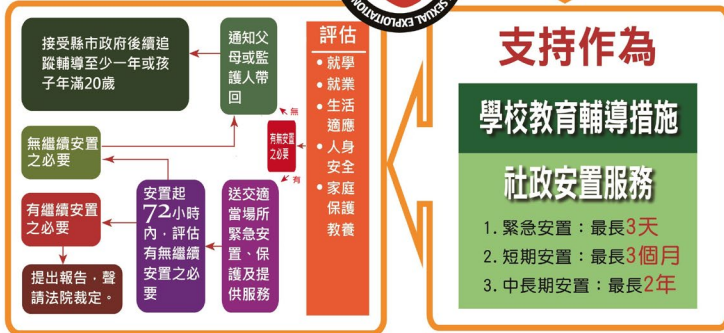 SEXUAL EXPLOITATION
接受縣市政府後續追
蹤輔導至少一年或孩
子年滿20歲
通知父
母或監
護人帶
回
評估
• 就學
• 就業
• 生活
適應
• 人身
安全
• 家庭
保護
教養
無
有無安置
之必要
有
無繼續安置
之必要
有繼續安置
之必要
安置起
72小時
內，評估
有無繼續
安置之必
要
送交適
當場所
緊急安
置、保
護及提
供服務
提出報告，聲
請法院裁定。
支持作為
學校教育輔導措施
社政安置服務
1. 緊急安置：最長3天
2. 短期安置：最長3個月
3. 中長期安置：最長2年